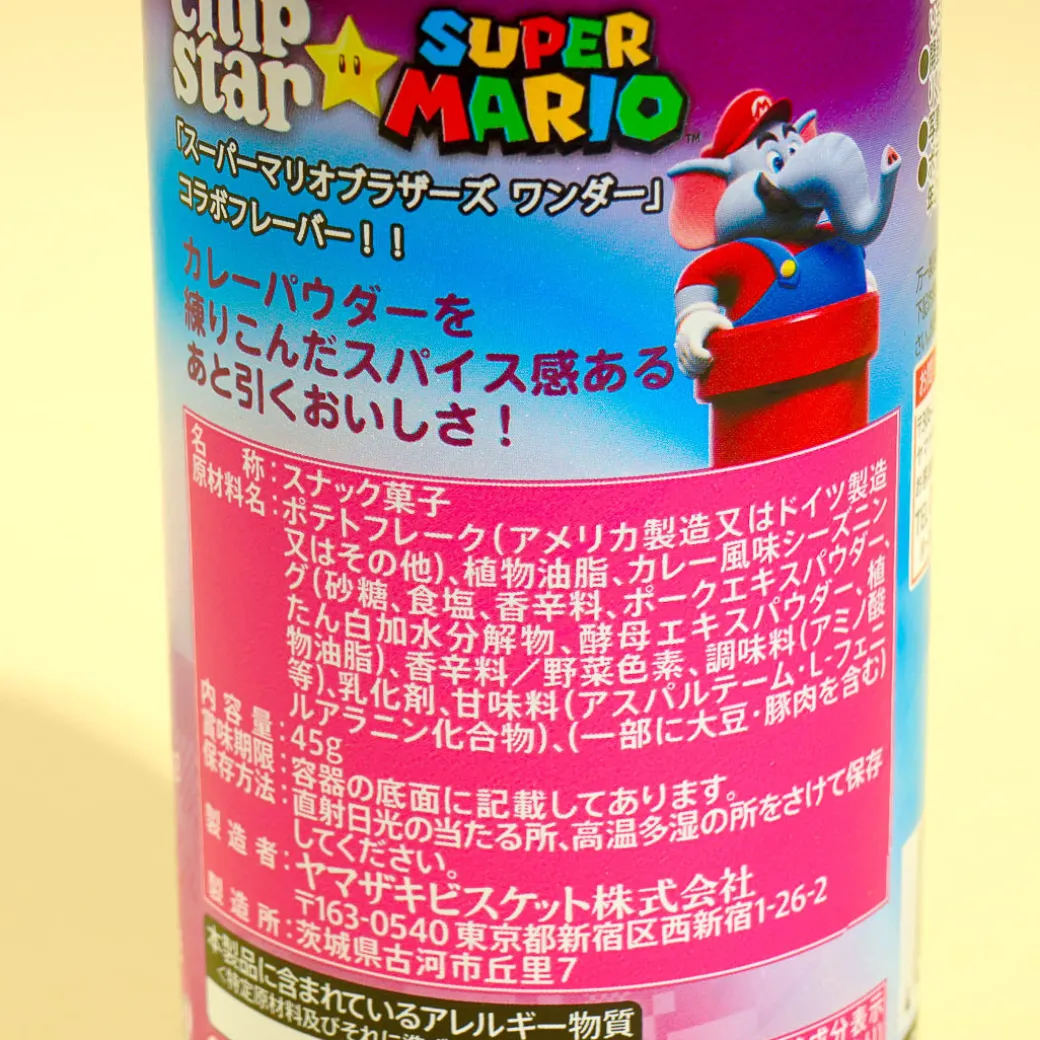 chip
star
SUPER
MARIO™
「スーパーマリオブラザーズ ワンダー」
コラボフレーバー！！
カレーパウダーを
練りこんだスパイス感ある
あと引くおいしさ！
名称：スナック菓子
原材料名：ポテトフレーク(アメリカ製造又はドイツ製造
又はその他)、植物油脂、カレー風味シーズニン
グ(砂糖、食塩、香辛料、ポークエキスパウダー、
たん白加水分解物、酵母エキスパウダー、植
物油脂)、香辛料／野菜色素、調味料(アミノ酸
等)、乳化剤、甘味料(アスパルテーム・L-フェニ
ルアラニン化合物)、(一部に大豆・豚肉を含む)
内容量：45g
賞味期限：容器の底面に記載してあります。
保存方法：直射日光の当たる所、高温多湿の所をさけて保存
してください。
製造者：ヤマザキビスケット株式会社
〒163-0540 東京都新宿区西新宿1-26-2
製造所：茨城県古河市丘里7
本製品に含まれているアレルギー物質
成分表示